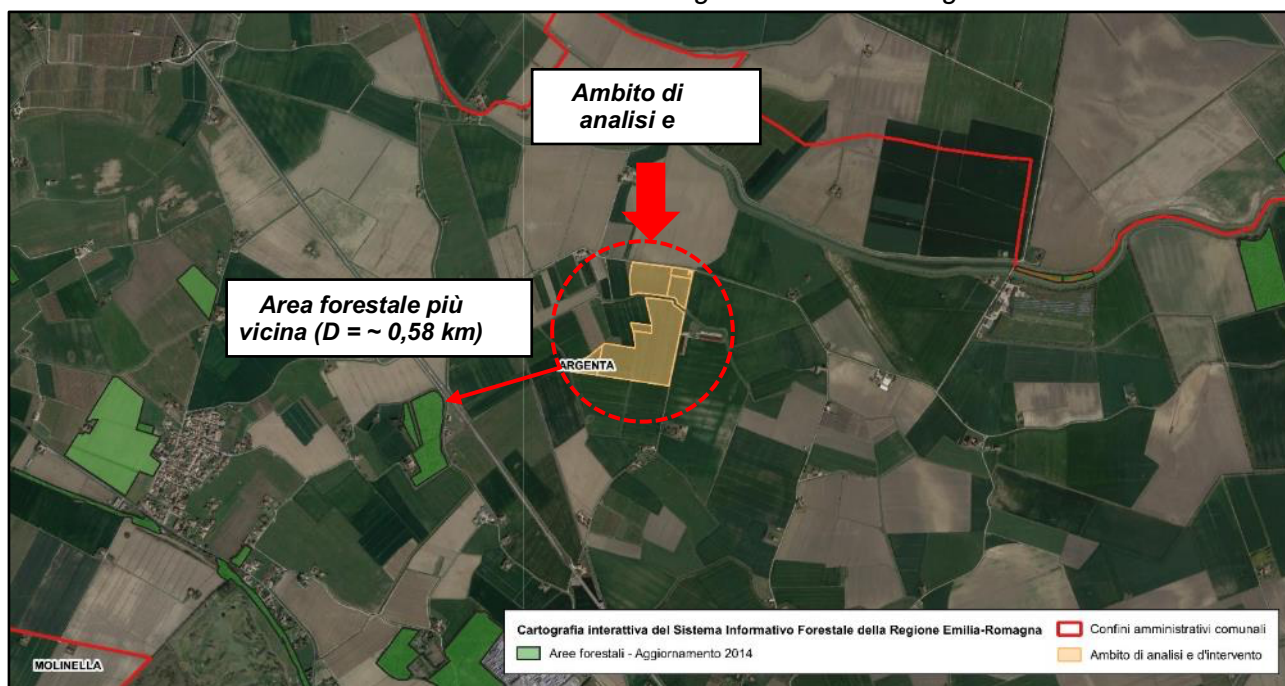 Ambito di
analisi e
Area forestale più
vicina (D = ~ 0,58 km)
ARGENTA
MOLINELLA
Cartografia interattiva del Sistema Informativo Forestale della Regione Emilia-Romagna
Aree forestali - Aggiornamento 2014
Confini amministrativi comunali
Ambito di analisi e d'intervento